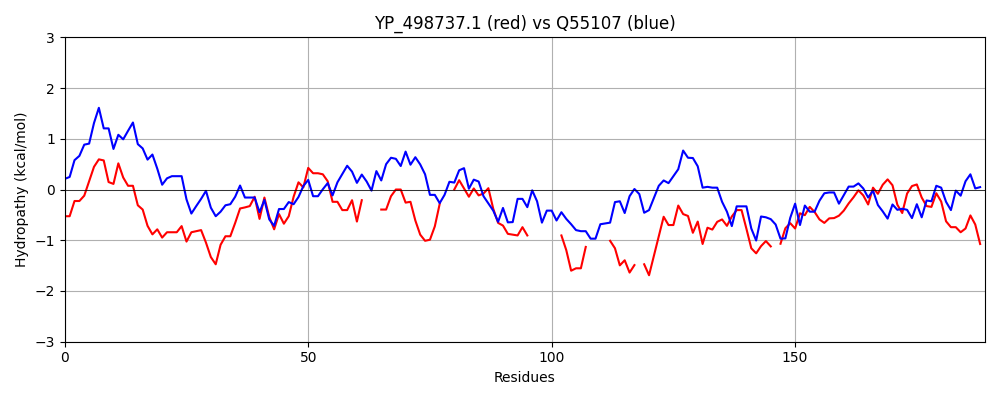 YP_498737.1 (red) vs Q55107 (blue)
Hydropathy (kcal/mol)
3
2
1
0
−1
−2
−3
0 50 100 150
Residues